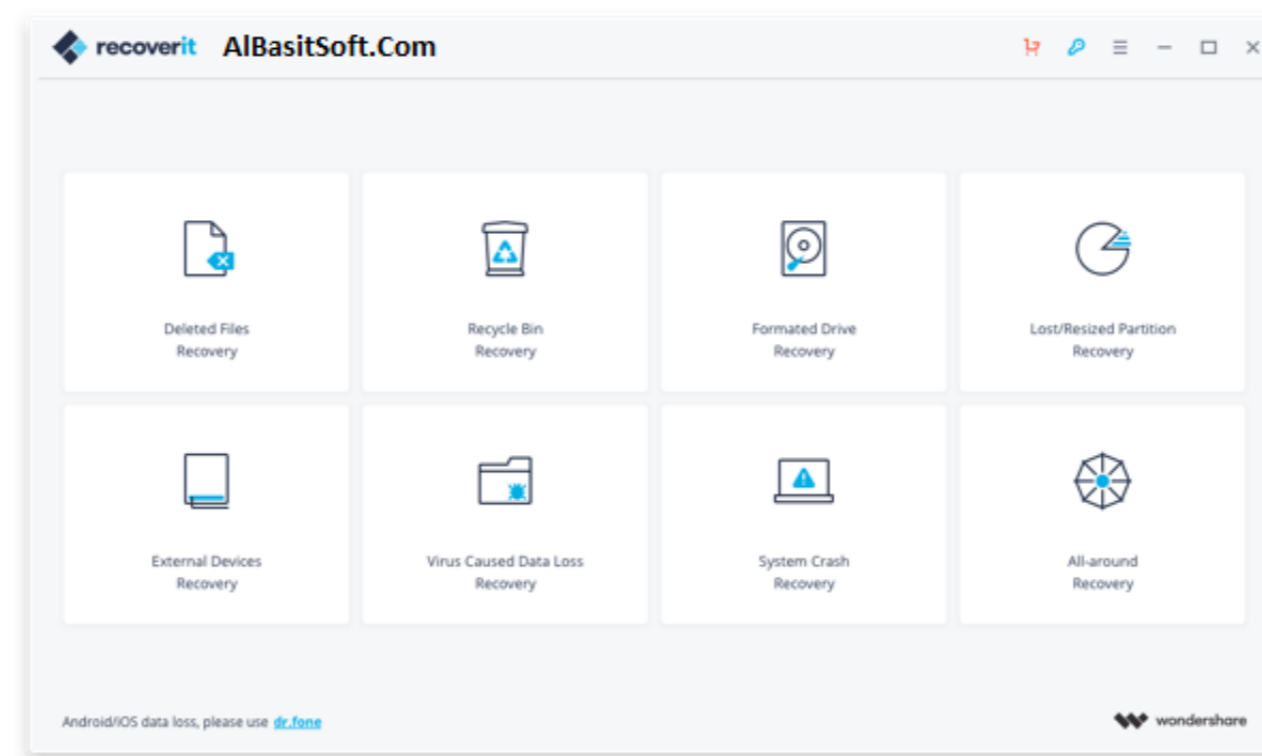 recoverit AlBasitSoft.Com
Deleted Files
Recovery
Recycle Bin
Recovery
Formated Drive
Recovery
Lost/Resized Partition
Recovery
External Devices
Recovery
Virus Caused Data Loss
Recovery
System Crash
Recovery
All-around
Recovery
Android/iOS data loss, please use dr.fone
wondershare